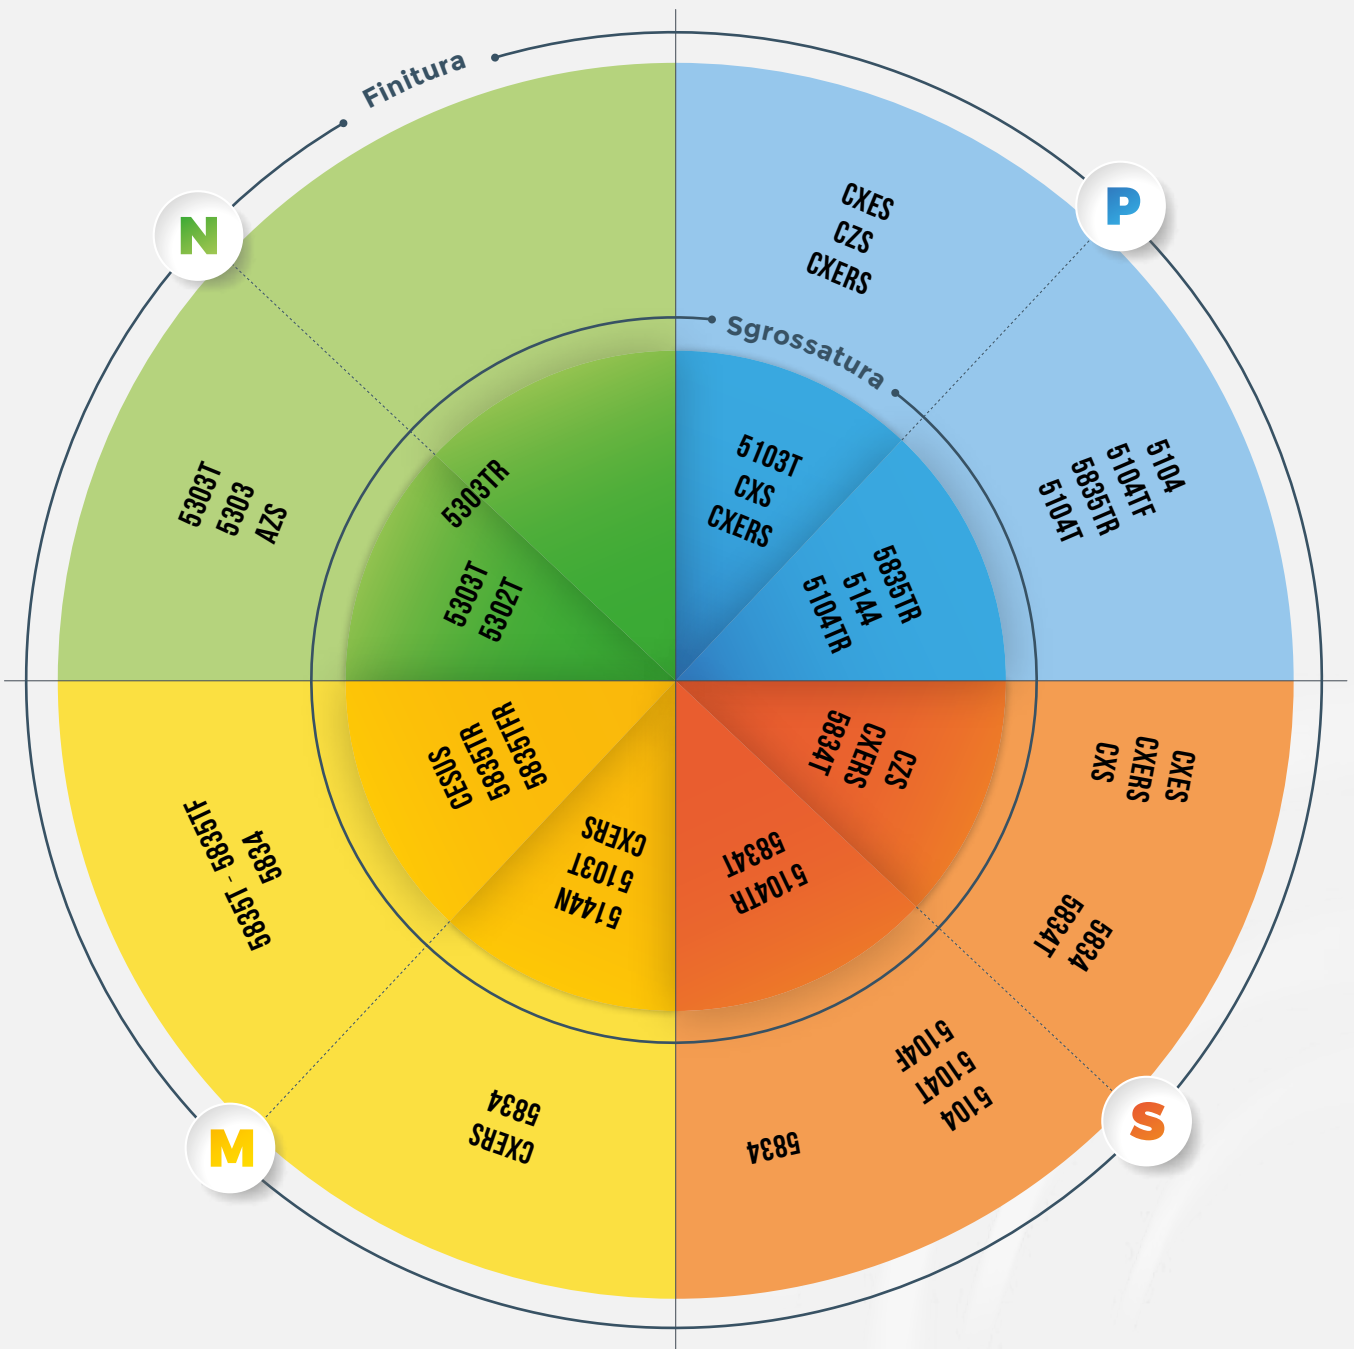 Finitura
N
P
CXES
CZS
CXERS
Sgrossatura
5103T
CXS
CXERS
5104
5104TF
5835TR
5104T
5835TR
5144
5104TR
5303T
5303
AZS
5303TR
5303T
5302T
CESUS
5835TR
5835TFR
CXERS
5103T
5144N
5835T - 5835TF
5834
5834
CXERS
M
CZS
CXERS
5834T
5834T
5104TR
CXES
CXERS
CXS
5834
5834T
5104F
5104T
5104
5834
S